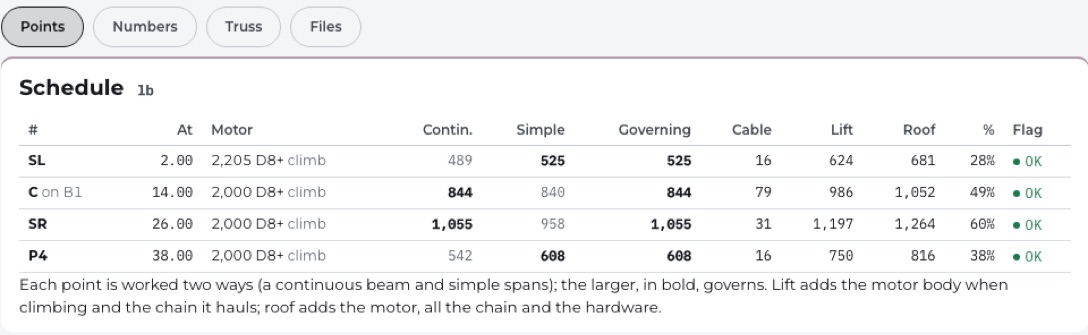 Points Numbers Truss Files
Schedule lb
# At Motor Contin. Simple Governing Cable Lift Roof % Flag
SL 2.00 2,205 D8+ climb 489 525 525 16 624 681 28% ● OK
C on B1 14.00 2,000 D8+ climb 844 840 844 79 986 1,052 49% ● OK
SR 26.00 2,000 D8+ climb 1,055 958 1,055 31 1,197 1,264 60% ● OK
P4 38.00 2,000 D8+ climb 542 608 608 16 750 816 38% ● OK
Each point is worked two ways (a continuous beam and simple spans); the larger, in bold, governs. Lift adds the motor body when
climbing and the chain it hauls; roof adds the motor, all the chain and the hardware.